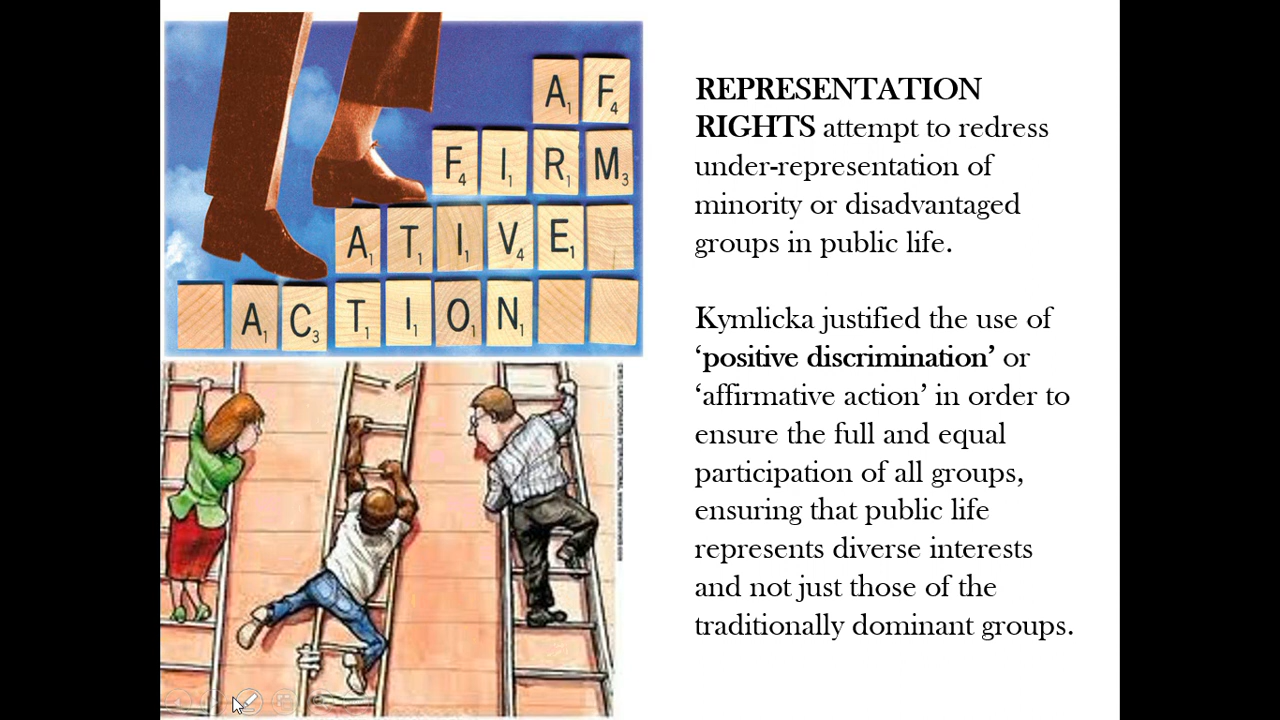 AF
FIRM
ATIVE
ACTION
REPRESENTATION
RIGHTS attempt to redress
under-representation of
minority or disadvantaged
groups in public life.
Kymlicka justified the use of
‘positive discrimination’ or
‘affirmative action’ in order to
ensure the full and equal
participation of all groups,
ensuring that public life
represents diverse interests
and not just those of the
traditionally dominant groups.